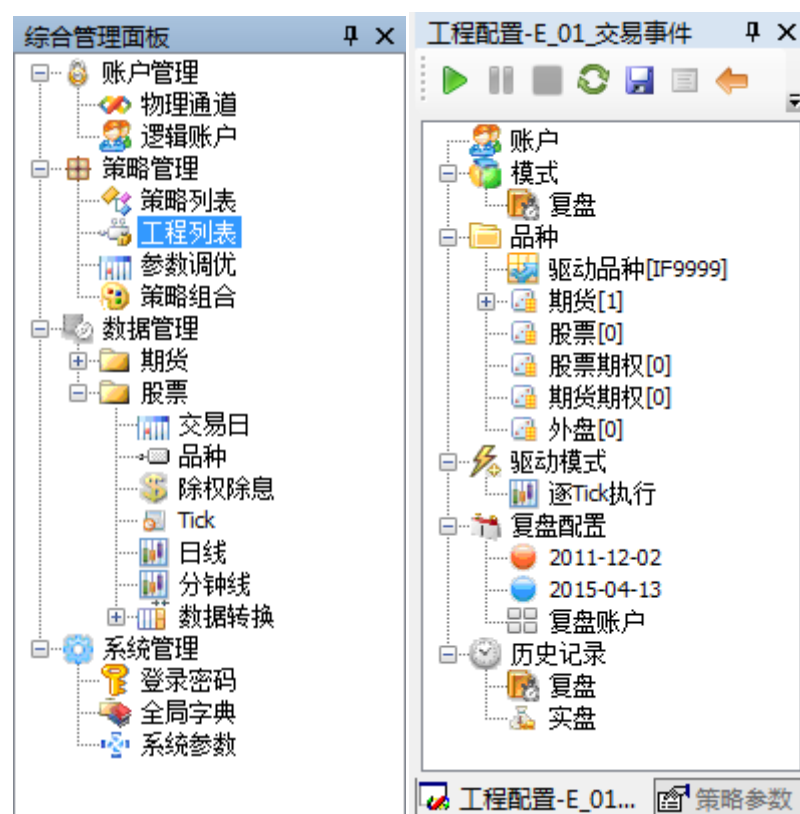 综合管理面板
账户管理
物理通道
逻辑账户
策略管理
策略列表
工程列表
参数调优
策略组合
数据管理
期货
股票
交易日
品种
除权除息
Tick
日线
分钟线
数据转换
系统管理
登录密码
全局字典
系统参数
工程配置-E_01_交易事件
账户
模式
复盘
品种
驱动品种[IF9999]
期货[1]
股票[0]
股票期权[0]
期货期权[0]
外盘[0]
驱动模式
逐Tick执行
复盘配置
2011-12-02
2015-04-13
复盘账户
历史记录
复盘
实盘
工程配置-E_01...
策略参数